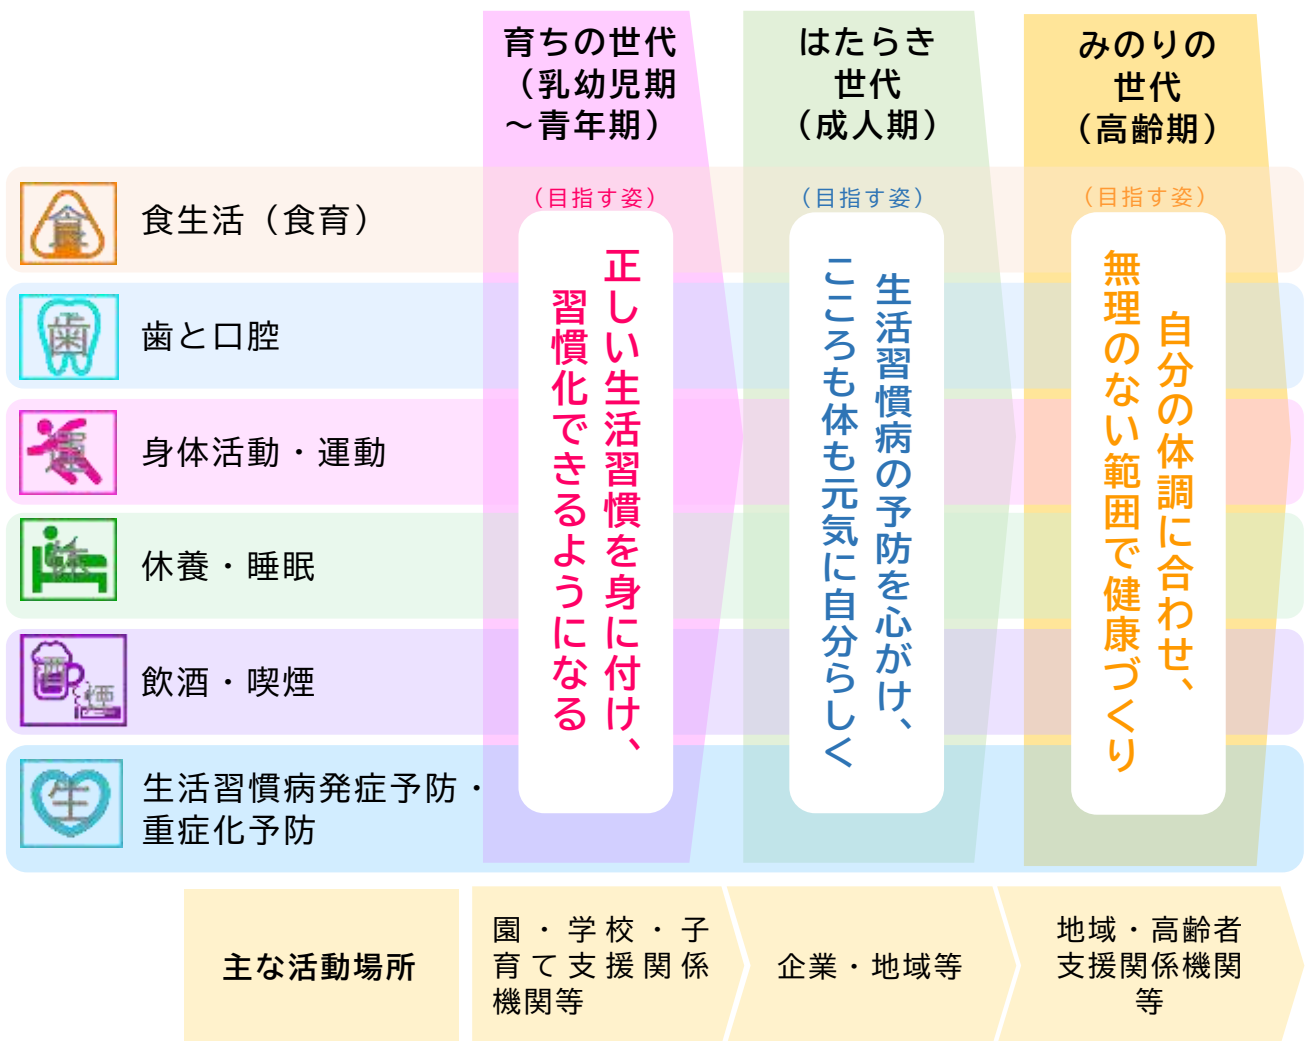 育ちの世代
（乳幼児期
～青年期）
はたらき
世代
（成人期）
みのりの
世代
（高齢期）
（目指す姿）
（目指す姿）
（目指す姿）
正しい生活習慣を身に付け、
習慣化できるようになる
生活習慣病の予防を心がけ、
こころも体も元気に自分らしく
自分の体調に合わせ、
無理のない範囲で健康づくり
食
食生活（食育）
歯
歯と口腔
運
身体活動・運動
休
休養・睡眠
酒
煙
飲酒・喫煙
生
生活習慣病発症予防・
重症化予防
主な活動場所
園・学校・子
育て支援関係
機関等
企業・地域等
地域・高齢者
支援関係機関
等